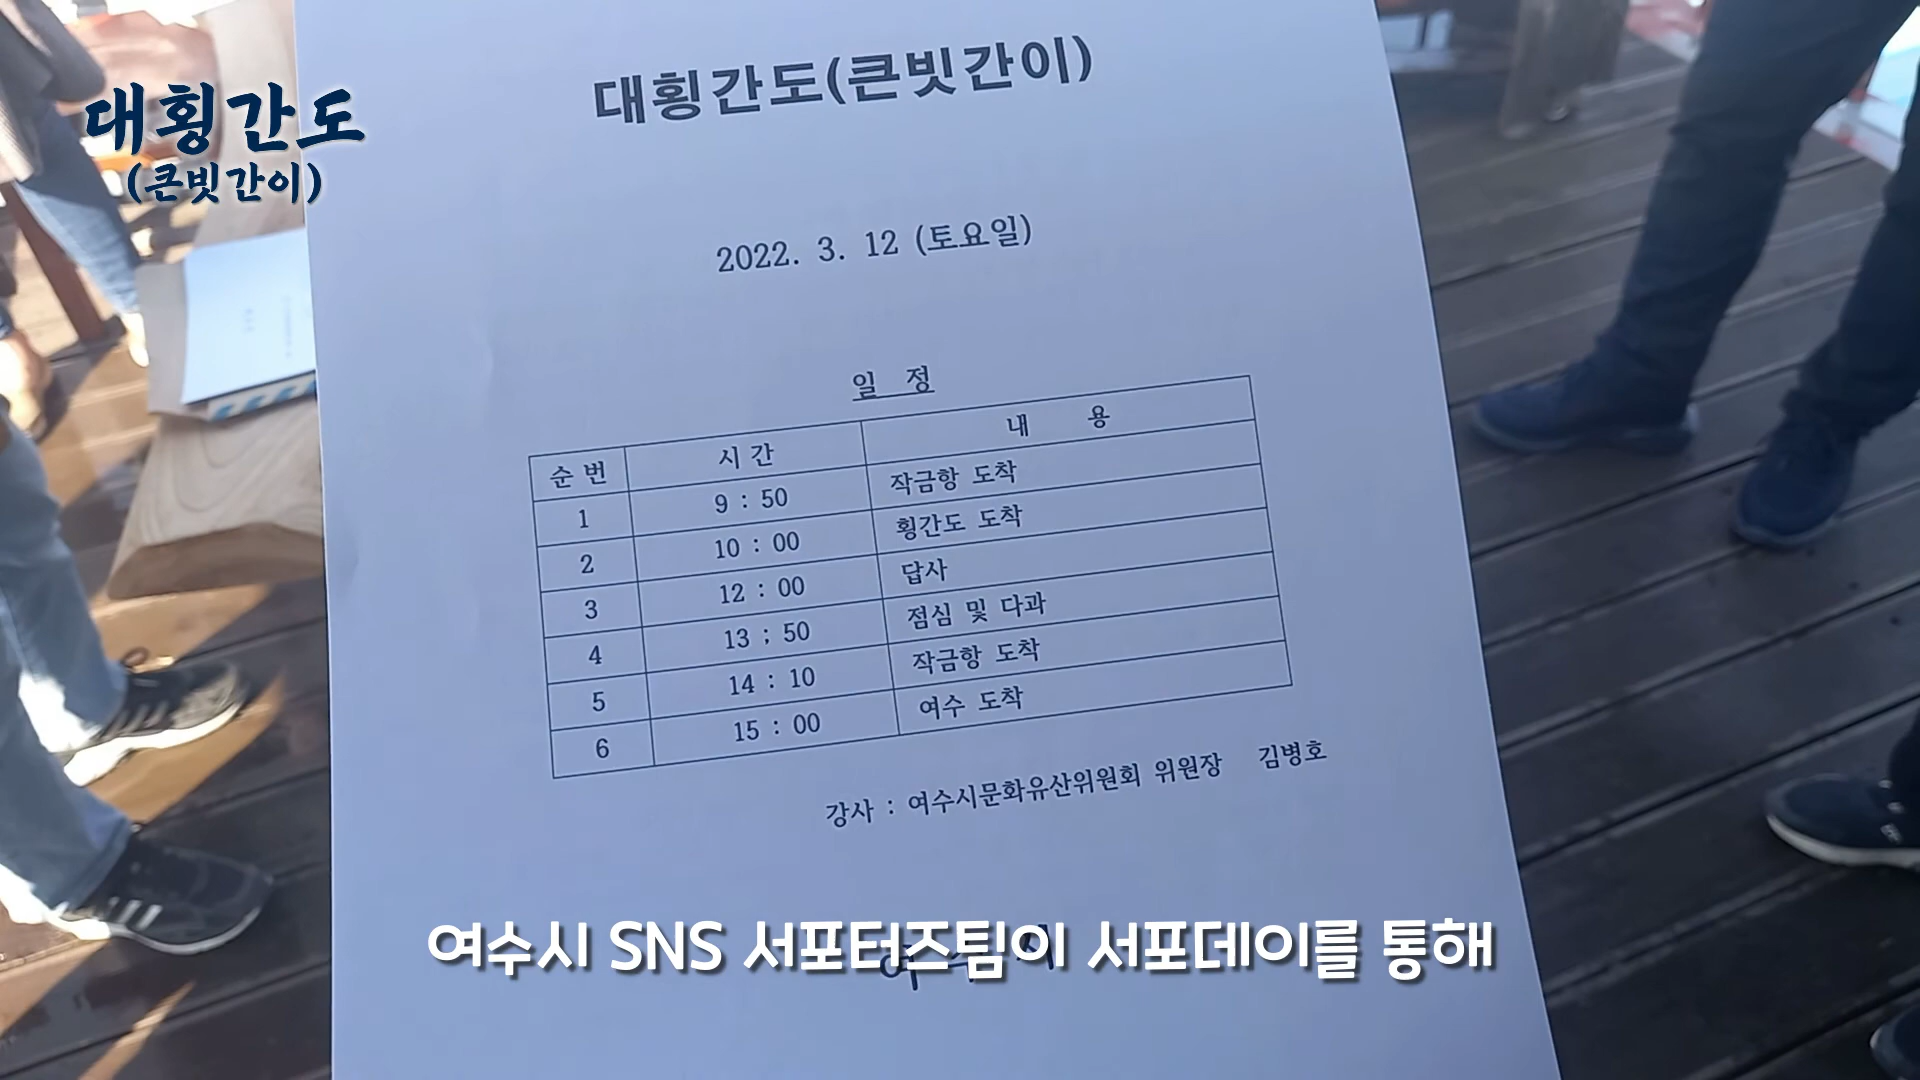 대횡간도
(큰빗간이)
대횡간도(큰빗간이)
2022. 3. 12 (토요일)
일 정
순 번 시 간 내 용
1 9 : 50 작금항 도착
2 10 : 00 횡간도 도착
3 12 : 00 답사
4 13 ; 50 점심 및 다과
5 14 : 10 작금항 도착
6 15 : 00 여수 도착
강사 : 여수시문화유산위원회 위원장 김병호
여 수 시
여수시 SNS 서포터즈팀이 서포데이를 통해